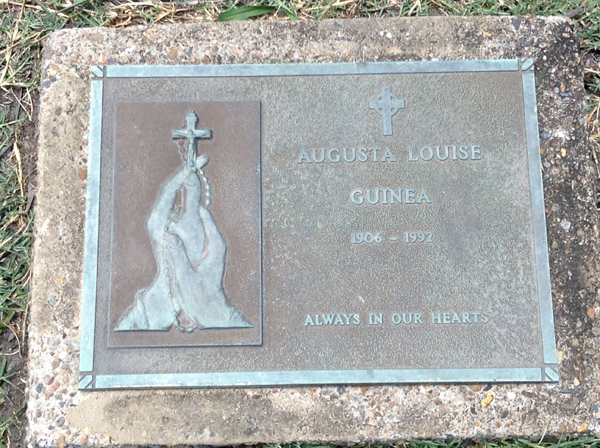 AUGUSTA LOUISE
GUINEA
1906 - 1992
ALWAYS IN OUR HEARTS